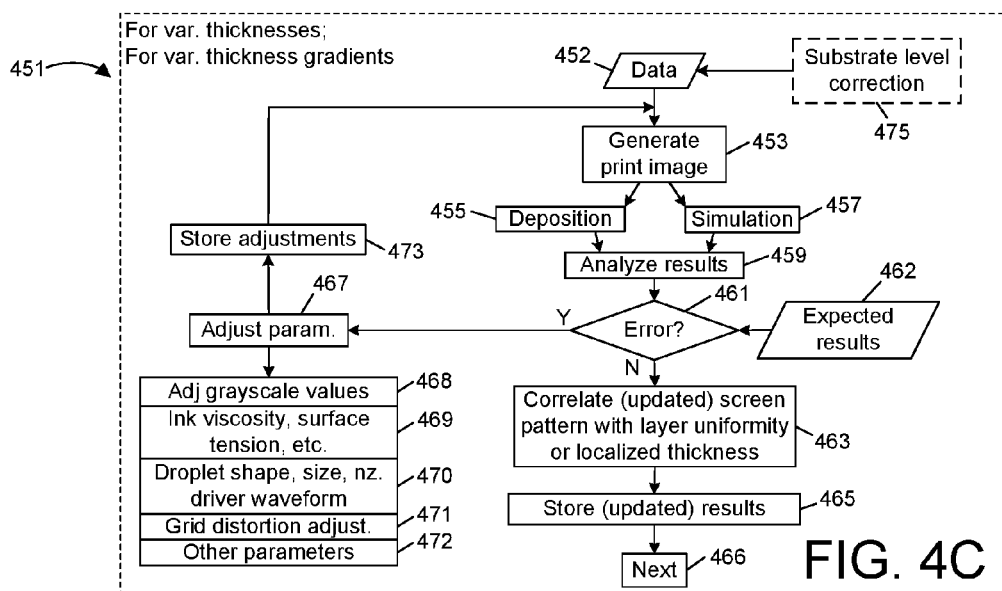 For var. thicknesses;
For var. thickness gradients
451
452
Data
Substrate level
correction
475
Generate
print image
453
455
Deposition
Simulation
457
Store adjustments
473
Analyze results
459
467
461
462
Adjust param.
Y
Error?
Expected
results
N
Adj grayscale values
468
Ink viscosity, surface
tension, etc.
469
Droplet shape, size, nz.
driver waveform
470
Grid distortion adjust.
471
Other parameters
472
Correlate (updated) screen
pattern with layer uniformity
or localized thickness
463
Store (updated) results
465
Next
466
FIG. 4C